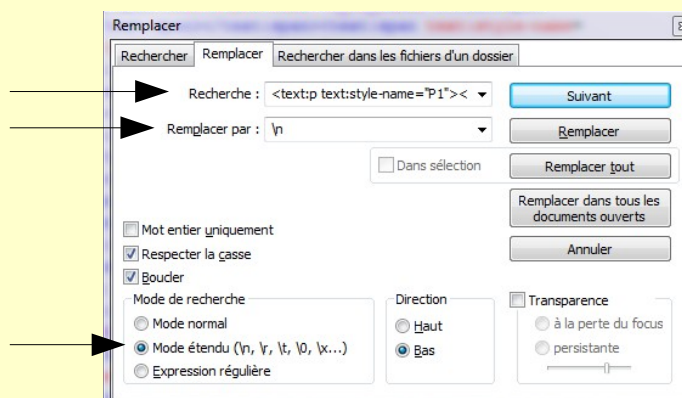 Remplacer
Rechercher Remplacer Rechercher dans les fichiers d'un dossier
Recherche : <text:p text:style-name="P1">< Suivant
Remplacer par : \n Remplacer
Dans sélection Remplacer tout
Remplacer dans tous les
documents ouverts
Mot entier uniquement
Respecter la casse Annuler
Boucler
Mode de recherche Direction Transparence
Mode normal Haut à la perte du focus
Mode étendu (\n, \r, \t, \0, \x...) Bas persistante
Expression régulière